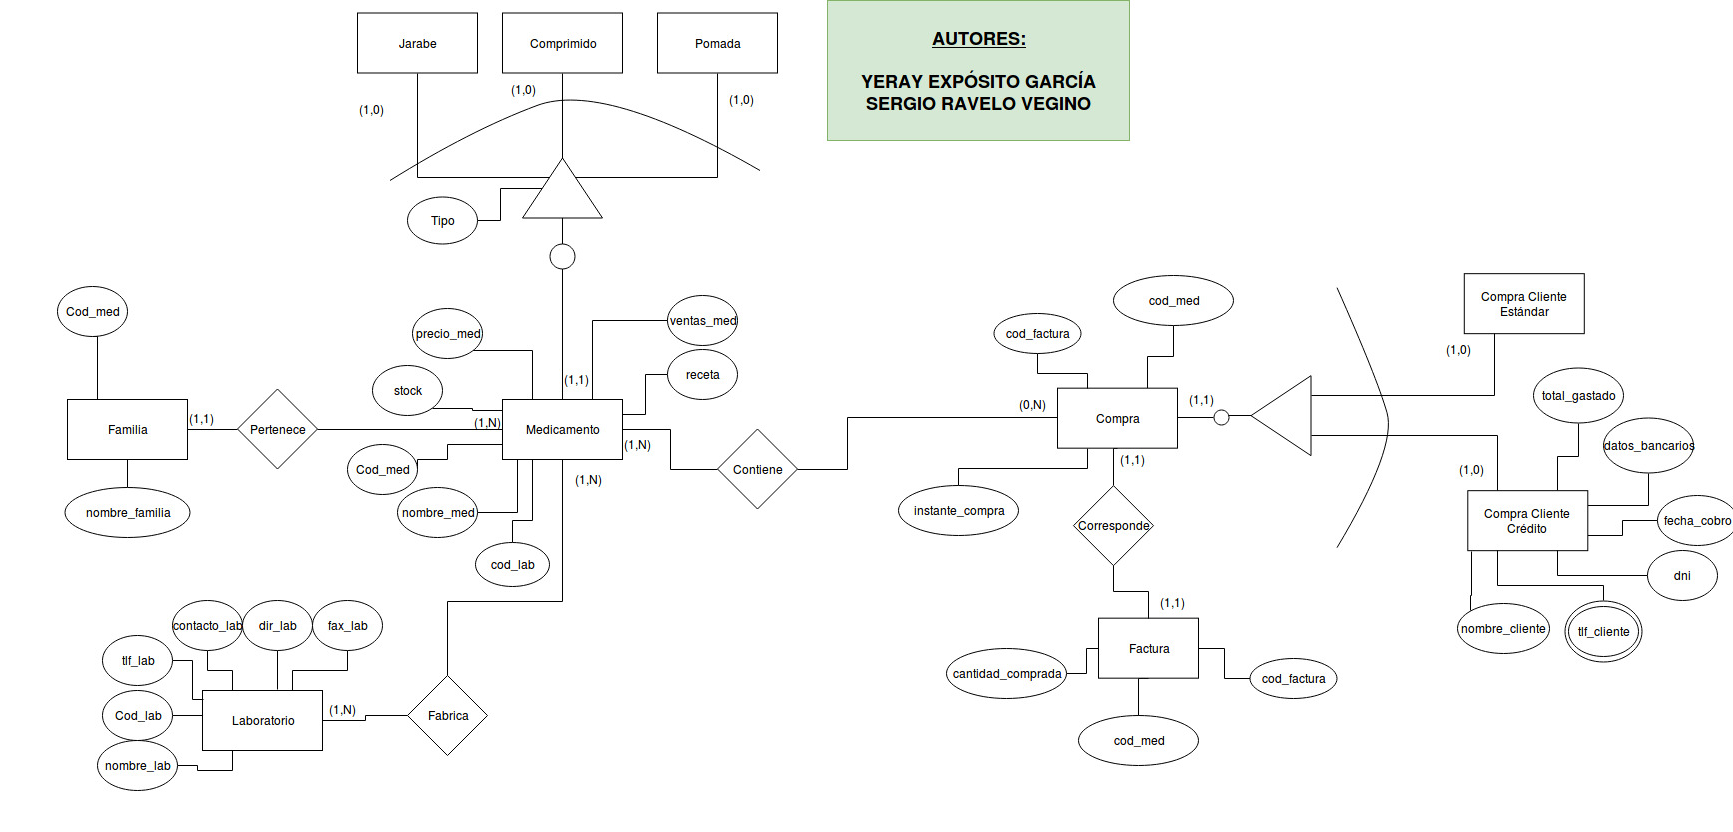 Jarabe
Comprimido
Pomada
AUTORES:
YERAY EXPÓSITO GARCÍA
SERGIO RAVELO VEGINO
(1,0)
(1,0)
(1,0)
Tipo
Cod_med
precio_med
ventas_med
stock
receta
(1,1)
Familia
(1,1)
Pertenece
(1,N)
Medicamento
(1,N)
Cod_med
(1,N)
nombre_familia
nombre_med
cod_lab
Contiene
cod_med
cod_factura
(0,N)
Compra
(1,1)
(1,1)
instante_compra
Corresponde
(1,1)
Factura
cantidad_comprada
cod_factura
cod_med
Compra Cliente
Estándar
(1,0)
total_gastado
datos_bancarios
(1,0)
Compra Cliente
Crédito
fecha_cobro
dni
nombre_cliente
tlf_cliente
contacto_lab
dir_lab
fax_lab
tlf_lab
Cod_lab
Laboratorio
(1,N)
Fabrica
nombre_lab